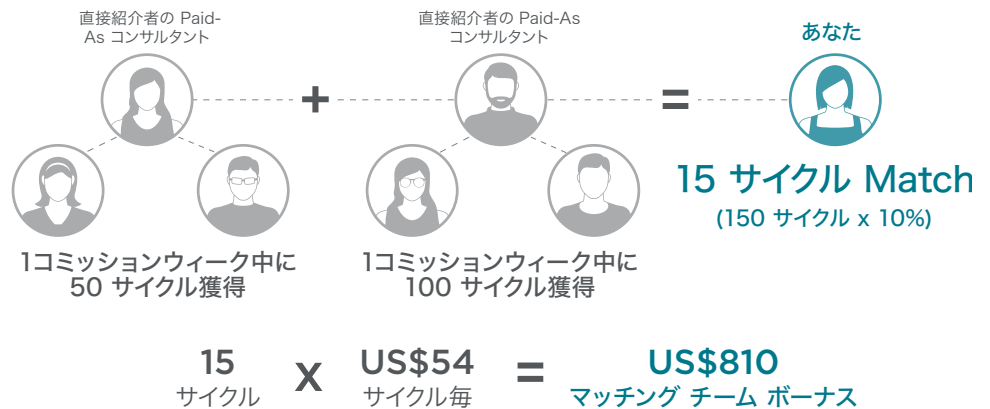 直接紹介者の Paid-
As コンサルタント
直接紹介者の Paid-As
コンサルタント
あなた
+
=
15 サイクル Match
(150 サイクル x 10%)
1コミッションウィーク中に
50 サイクル獲得
1コミッションウィーク中に
100 サイクル獲得
15
サイクル
x
US$54
サイクル毎
=
US$810
マッチング チーム ボーナス